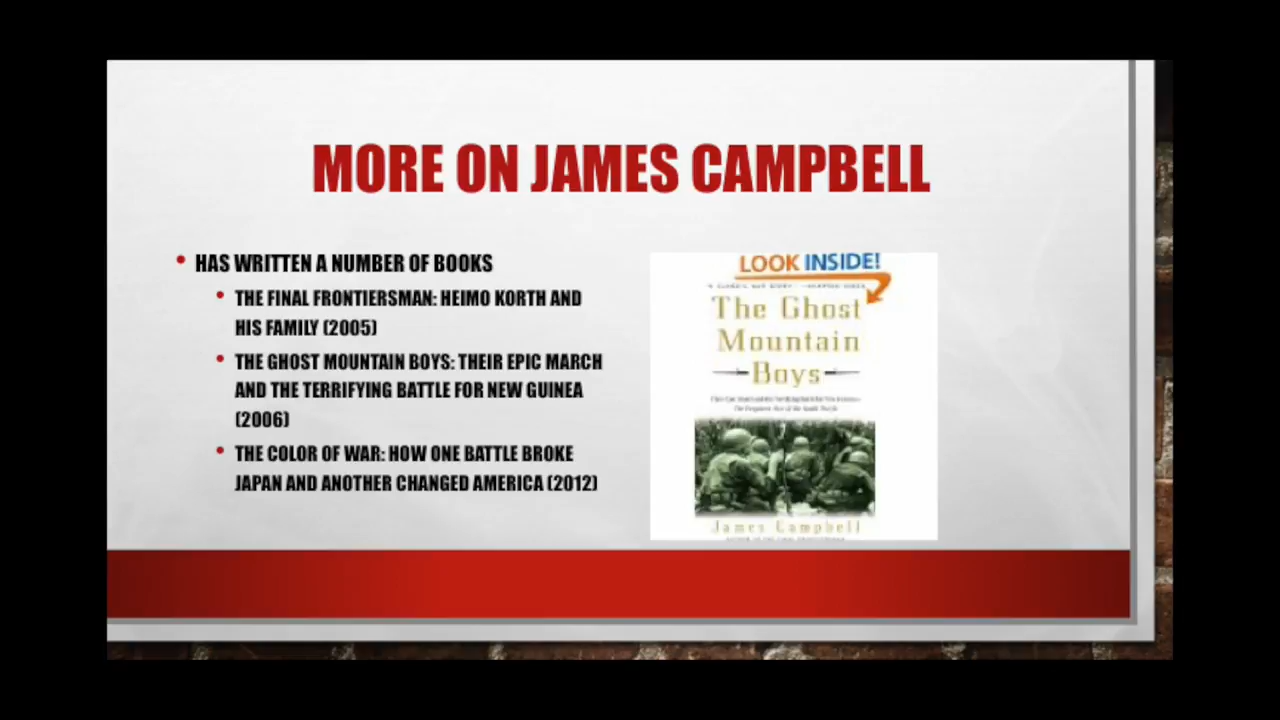 MORE ON JAMES CAMPBELL
HAS WRITTEN A NUMBER OF BOOKS
THE FINAL FRONTIERSMAN: HEIMO KORTH AND
HIS FAMILY (2005)
THE GHOST MOUNTAIN BOYS: THEIR EPIC MARCH
AND THE TERRIFYING BATTLE FOR NEW GUINEA
(2006)
THE COLOR OF WAR: HOW ONE BATTLE BROKE
JAPAN AND ANOTHER CHANGED AMERICA (2012)
LOOK INSIDE!
The Ghost
Mountain
Boys
James Campbell